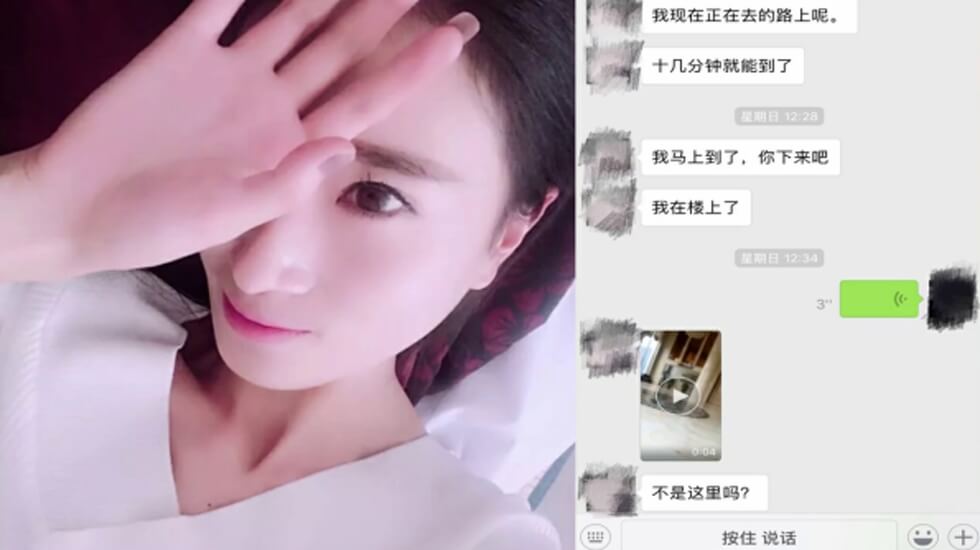 我现在正在去的路上呢。
十几分钟就能到了
星期日 12:28
我马上到了，你下来吧
我在楼上了
星期日 12:34
3''
0:04
不是这里吗？
按住 说话